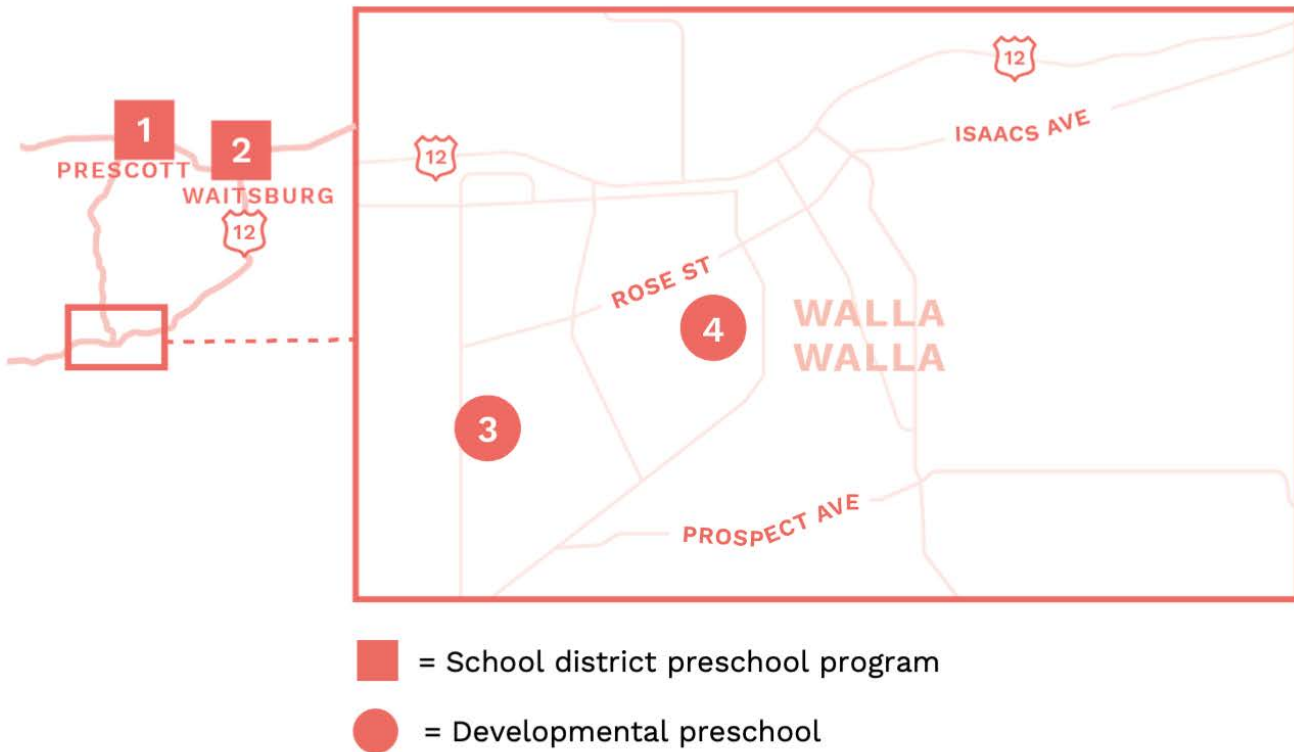 1
PRESCOTT
2
WAITSBURG
12
12
12
ISAACS AVE
ROSE ST
4
WALLA
WALLA
3
PROSPECT AVE
= School district preschool program
= Developmental preschool